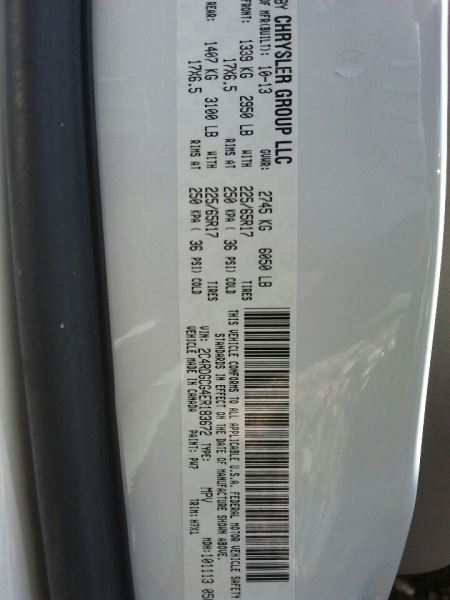 BY CHRYSLER GROUP LLC
OF MFR(BUILT): 10-13 GVWR: 2745 KG 6050 LB
FRONT: 1339 KG 2950 LB WITH 225/65R17 TIRES
17X6.5 RIMS AT 250 KPA ( 36 PSI) COLD
REAR: 1407 KG 3100 LB WITH 225/65R17 TIRES
17X6.5 RIMS AT 250 KPA ( 36 PSI) COLD
THIS VEHICLE CONFORMS TO ALL APPLICABLE U.S.A. FEDERAL MOTOR VEHICLE SAFETY
STANDARDS IN EFFECT ON THE DATE OF MANUFACTURE SHOWN ABOVE.
VIN: 2C4RDGCG4ER183672 TYPE: MPV MDH:101113
VEHICLE MADE IN CANADA PAINT: PW7 TRIM: H7X1